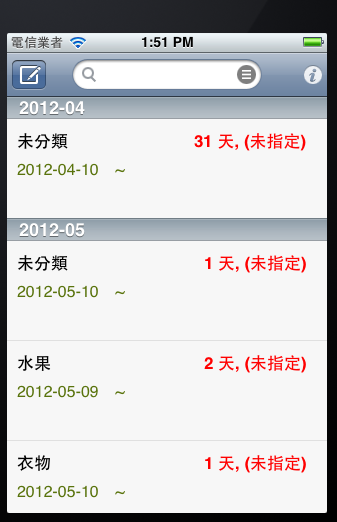 電信業者 1:51 PM
2012-04
未分類 31 天, (未指定)
2012-04-10 ~
2012-05
未分類 1 天, (未指定)
2012-05-10 ~
水果 2 天, (未指定)
2012-05-09 ~
衣物 1 天, (未指定)
2012-05-10 ~